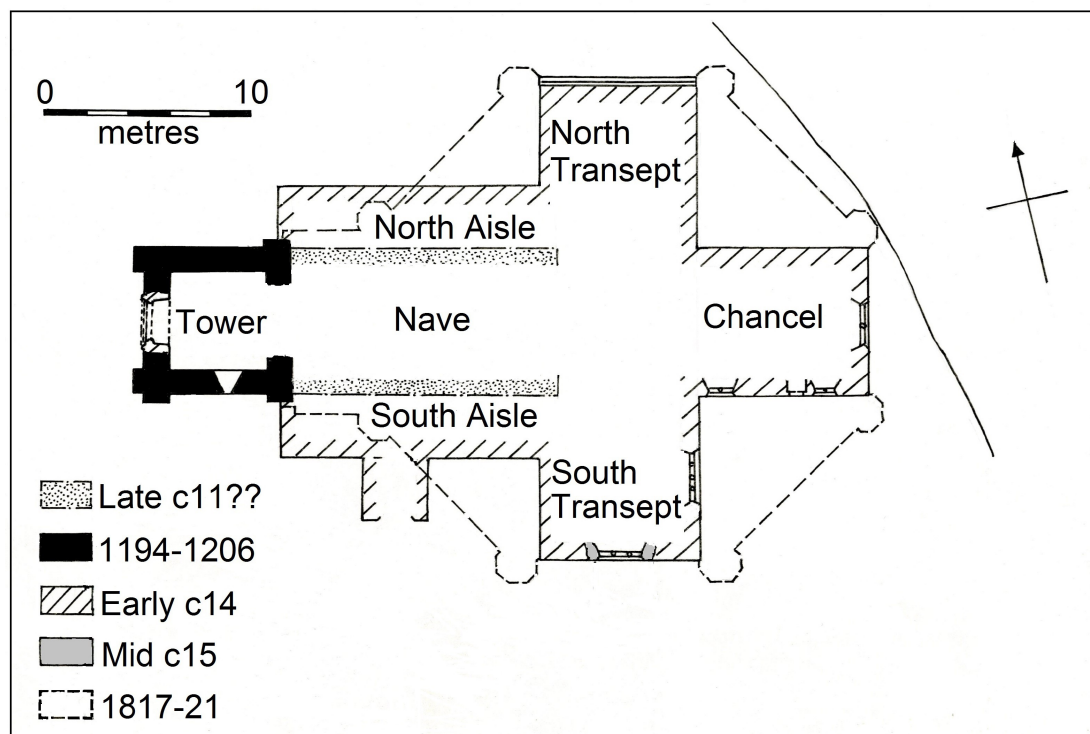 0 10
metres
North
Transept
North Aisle
Tower
Nave
Chancel
South Aisle
South
Transept
Late c11??
1194-1206
Early c14
Mid c15
1817-21